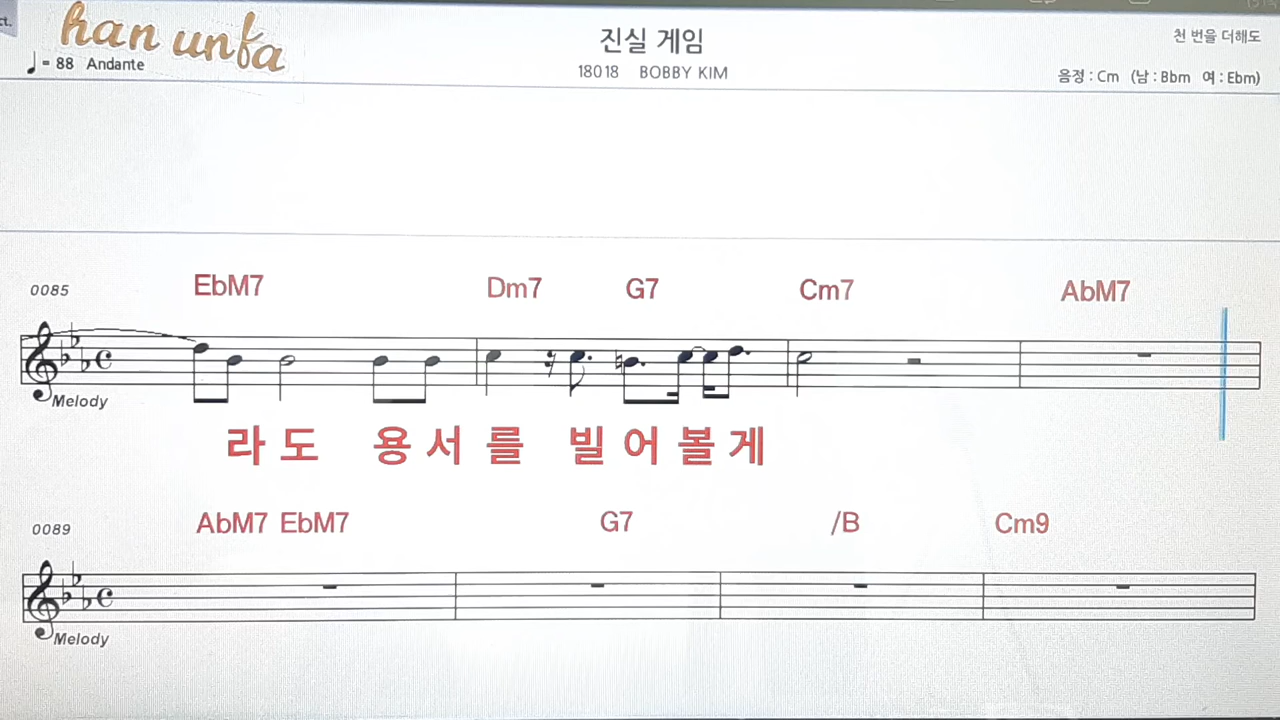 ct.
han unfa
진실 게임
천 번을 더해도
♩ = 88 Andante
18018 BOBBY KIM
음정 : Cm (남 : Bbm 여 : Ebm)
0085 EbM7 Dm7 G7 Cm7 AbM7
Melody
라도 용서를 빌어볼게
0089 AbM7 EbM7 G7 /B Cm9
Melody